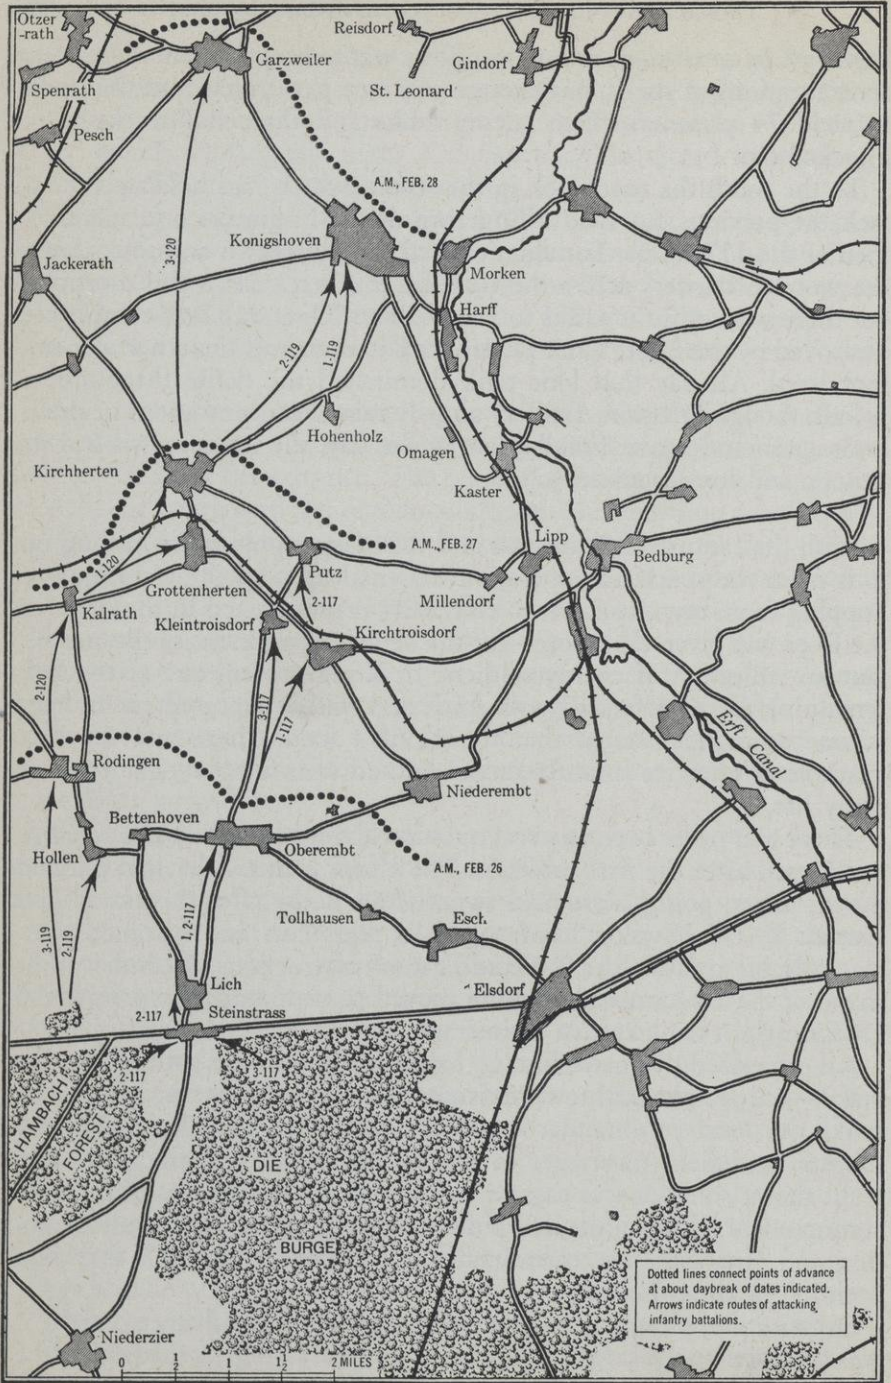 Otzer
-rath
Reisdorf
Garzweiler
Gindorf
Spenrath
St. Leonard
Pesch
A.M., FEB. 28
Konigshoven
3-120
Jackerath
Morken
Harff
2-119
1-119
Hohenholz
Omagen
Kirchherten
Kaster
Lipp
A.M., FEB. 27
1-120
Bedburg
Putz
Grottenherten
Millendorf
Kalrath
2-117
Kleintroisdorf
Kirchtroisdorf
2-120
3-117
1-117
Erft Canal
Rodingen
Niederembt
Bettenhoven
Oberembt
Hollen
A.M., FEB. 26
Tollhausen
Esch
3-119
2-119
1, 2-117
Lich
Elsdorf
2-117
Steinstrass
2-117
3-117
HAMBACH
FOREST
DIE
BURGE
Dotted lines connect points of advance
at about daybreak of dates indicated.
Arrows indicate routes of attacking
infantry battalions.
Niederzier
0 1/2 1 1 1/2 2 MILES